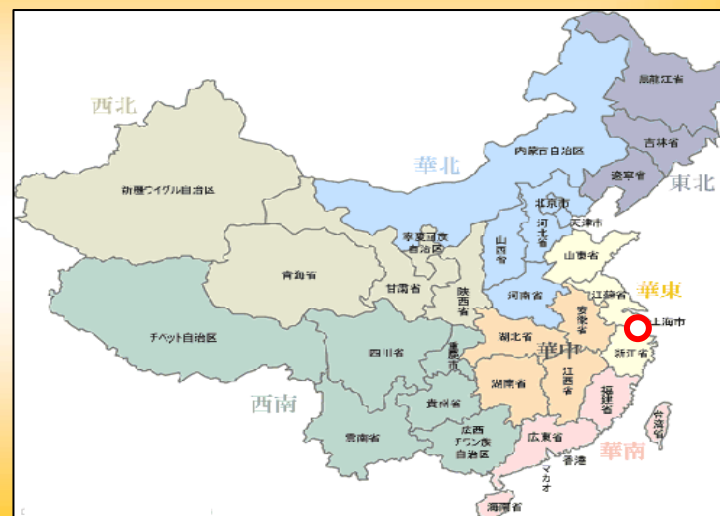 黒龍江省
西北
吉林省
華北
内蒙古自治区
遼寧省
東北
新疆ウイグル自治区
北京市
河北省
天津市
寧夏回族
自治区
山西省
山東省
青海省
甘粛省
陝西省
河南省
江蘇省
華東
安徽省
上海市
チベット自治区
四川省
重慶市
湖北省
華中
浙江省
西南
貴州省
湖南省
江西省
福建省
雲南省
広西
チワン族
自治区
広東省
台湾省
華南
香港
マカオ
海南省